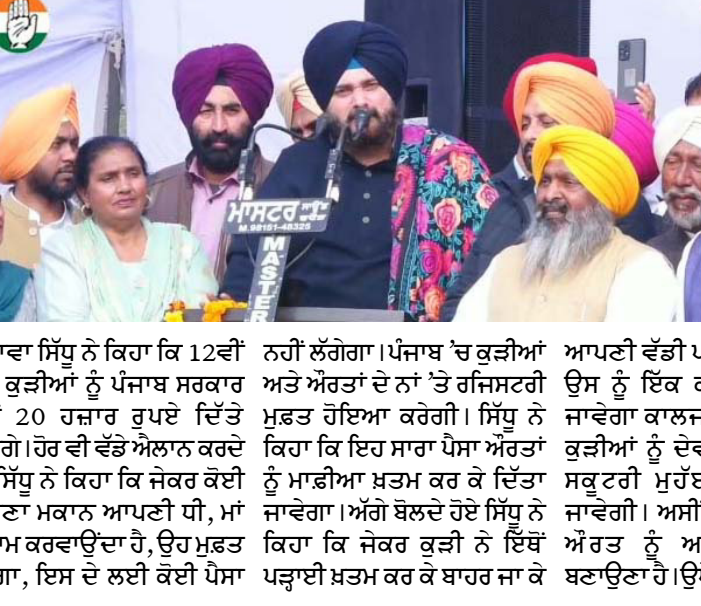 ਮਾਸਟਰ ਸਾਊਂਡ
M.98151-48325
MASTER
ਸਿੱਧੂ ਨੇ ਕਿਹਾ ਕਿ 12ਵੀਂ
ਕੁੜੀਆਂ ਨੂੰ ਪੰਜਾਬ ਸਰਕਾਰ
20 ਹਜ਼ਾਰ ਰੁਪਏ ਦਿੱਤੇ
ਹੋਰ ਵੀ ਵੱਡੇ ਐਲਾਨ ਕਰਦੇ
ਸਿੱਧੂ ਨੇ ਕਿਹਾ ਕਿ ਜੇਕਰ ਕੋਈ
ਮਕਾਨ ਆਪਣੀ ਧੀ, ਮਾਂ
ਕਰਵਾਉਂਦਾ ਹੈ, ਉਹ ਮੁਫ਼ਤ
ਇਸ ਦੇ ਲਈ ਕੋਈ ਪੈਸਾ
ਨਹੀਂ ਲੱਗੇਗਾ। ਪੰਜਾਬ 'ਚ ਕੁੜੀਆਂ
ਅਤੇ ਔਰਤਾਂ ਦੇ ਨਾਂ 'ਤੇ ਰਜਿਸਟਰੀ
ਮੁਫ਼ਤ ਹੋਇਆ ਕਰੇਗੀ। ਸਿੱਧੂ ਨੇ
ਕਿਹਾ ਕਿ ਇਹ ਸਾਰਾ ਪੈਸਾ ਔਰਤਾਂ
ਨੂੰ ਮਾਫ਼ੀਆ ਖ਼ਤਮ ਕਰ ਕੇ ਦਿੱਤਾ
ਜਾਵੇਗਾ। ਅੱਗੇ ਬੋਲਦੇ ਹੋਏ ਸਿੱਧੂ ਨੇ
ਕਿਹਾ ਕਿ ਜੇਕਰ ਕੁੜੀ ਨੇ ਇੱਥੋਂ
ਪੜ੍ਹਾਈ ਖ਼ਤਮ ਕਰ ਕੇ ਬਾਹਰ ਜਾ ਕੇ
ਆਪਣੀ ਵੱਡੀ
ਉਸ ਨੂੰ ਇੱਕ
ਜਾਵੇਗਾ
ਕੁੜੀਆਂ ਨੂੰ
ਸਕੂਟਰੀ
ਜਾਵੇਗੀ। ਅਸੀਂ
ਔਰਤ ਨੂੰ
ਬਣਾਉਣਾ ਹੈ।